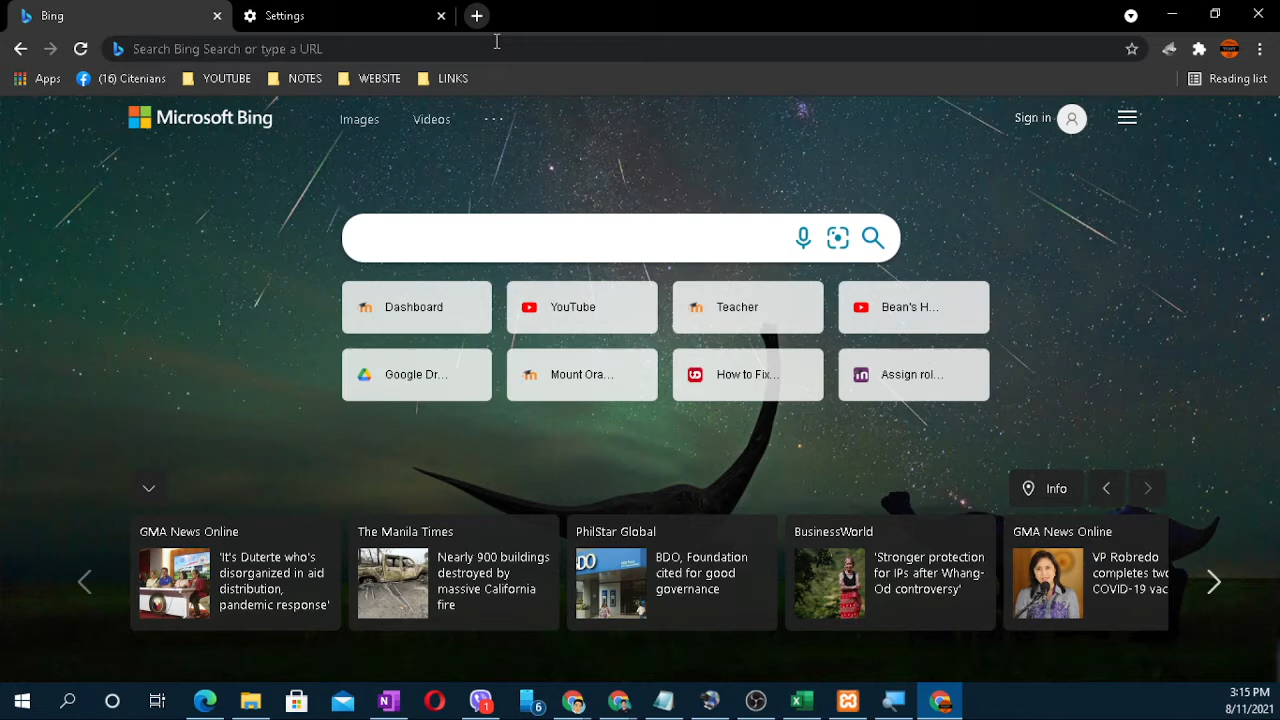 Bing
Settings
Search Bing Search or type a URL
Apps
(16) Citenians
YOUTUBE
NOTES
WEBSITE
LINKS
Reading list
Microsoft Bing
Images
Videos
...
Sign in
Dashboard
YouTube
Teacher
Bean's H...
Google Dr...
Mount Ora...
How to Fix...
Assign rol...
Info
GMA News Online
'It's Duterte who's
disorganized in aid
distribution,
pandemic response'
The Manila Times
Nearly 900 buildings
destroyed by
massive California
fire
PhilStar Global
BDO, Foundation
cited for good
governance
BusinessWorld
'Stronger protection
for IPs after Whang-
Od controversy'
GMA News Online
VP Robredo
completes two
COVID-19 vac
1
6
3:15 PM
8/11/2021